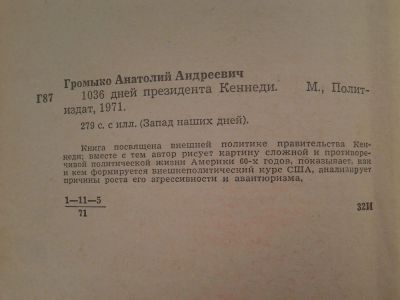 Громыко Анатолий Андреевич
Г87
1036 дней президента Кеннеди. М., Полит-
издат, 1971.
279 с. с илл. (Запад наших дней).
Книга посвящена внешней политике правительства Кен-
неди; вместе с тем автор рисует картину сложной и противоре-
чивой политической жизни Америки 60-х годов, показывает, как
и кем формируется внешнеполитический курс США, анализирует
причины роста его агрессивности и авантюризма,
1—11—5
71
32И